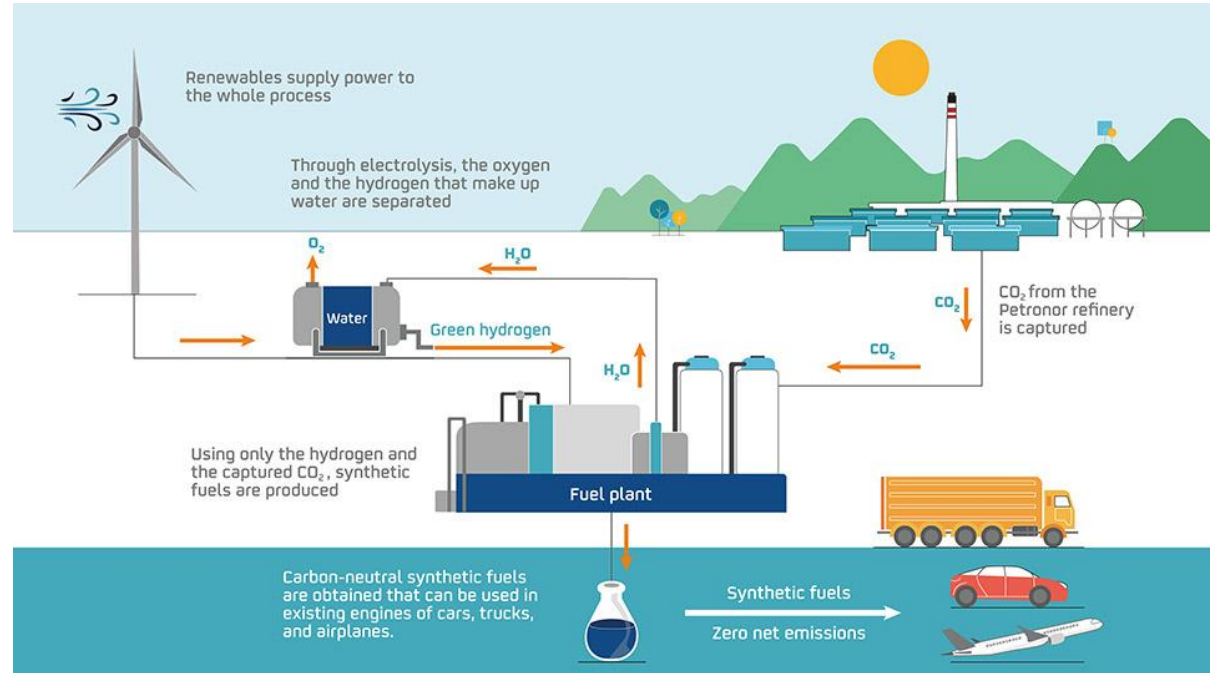 Renewables supply power to
the whole process
Through electrolysis, the oxygen
and the hydrogen that make up
water are separated
O₂
H₂O
Water
Green hydrogen
H₂O
CO₂
CO₂
CO₂ from the
Petronor refinery
is captured
Using only the hydrogen and
the captured CO₂, synthetic
fuels are produced
Fuel plant
Carbon-neutral synthetic fuels
are obtained that can be used in
existing engines of cars, trucks,
and airplanes.
Synthetic fuels
Zero net emissions